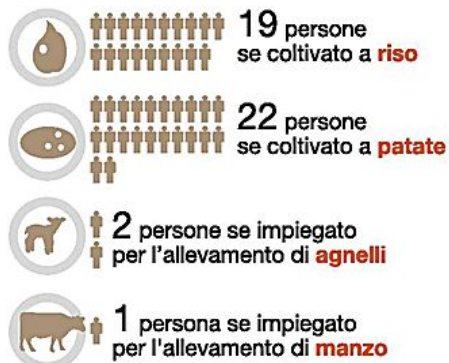 19 persone
se coltivato a riso
22 persone
se coltivato a patate
2 persone se impiegato
per l'allevamento di agnelli
1 persona se impiegato
per l'allevamento di manzo